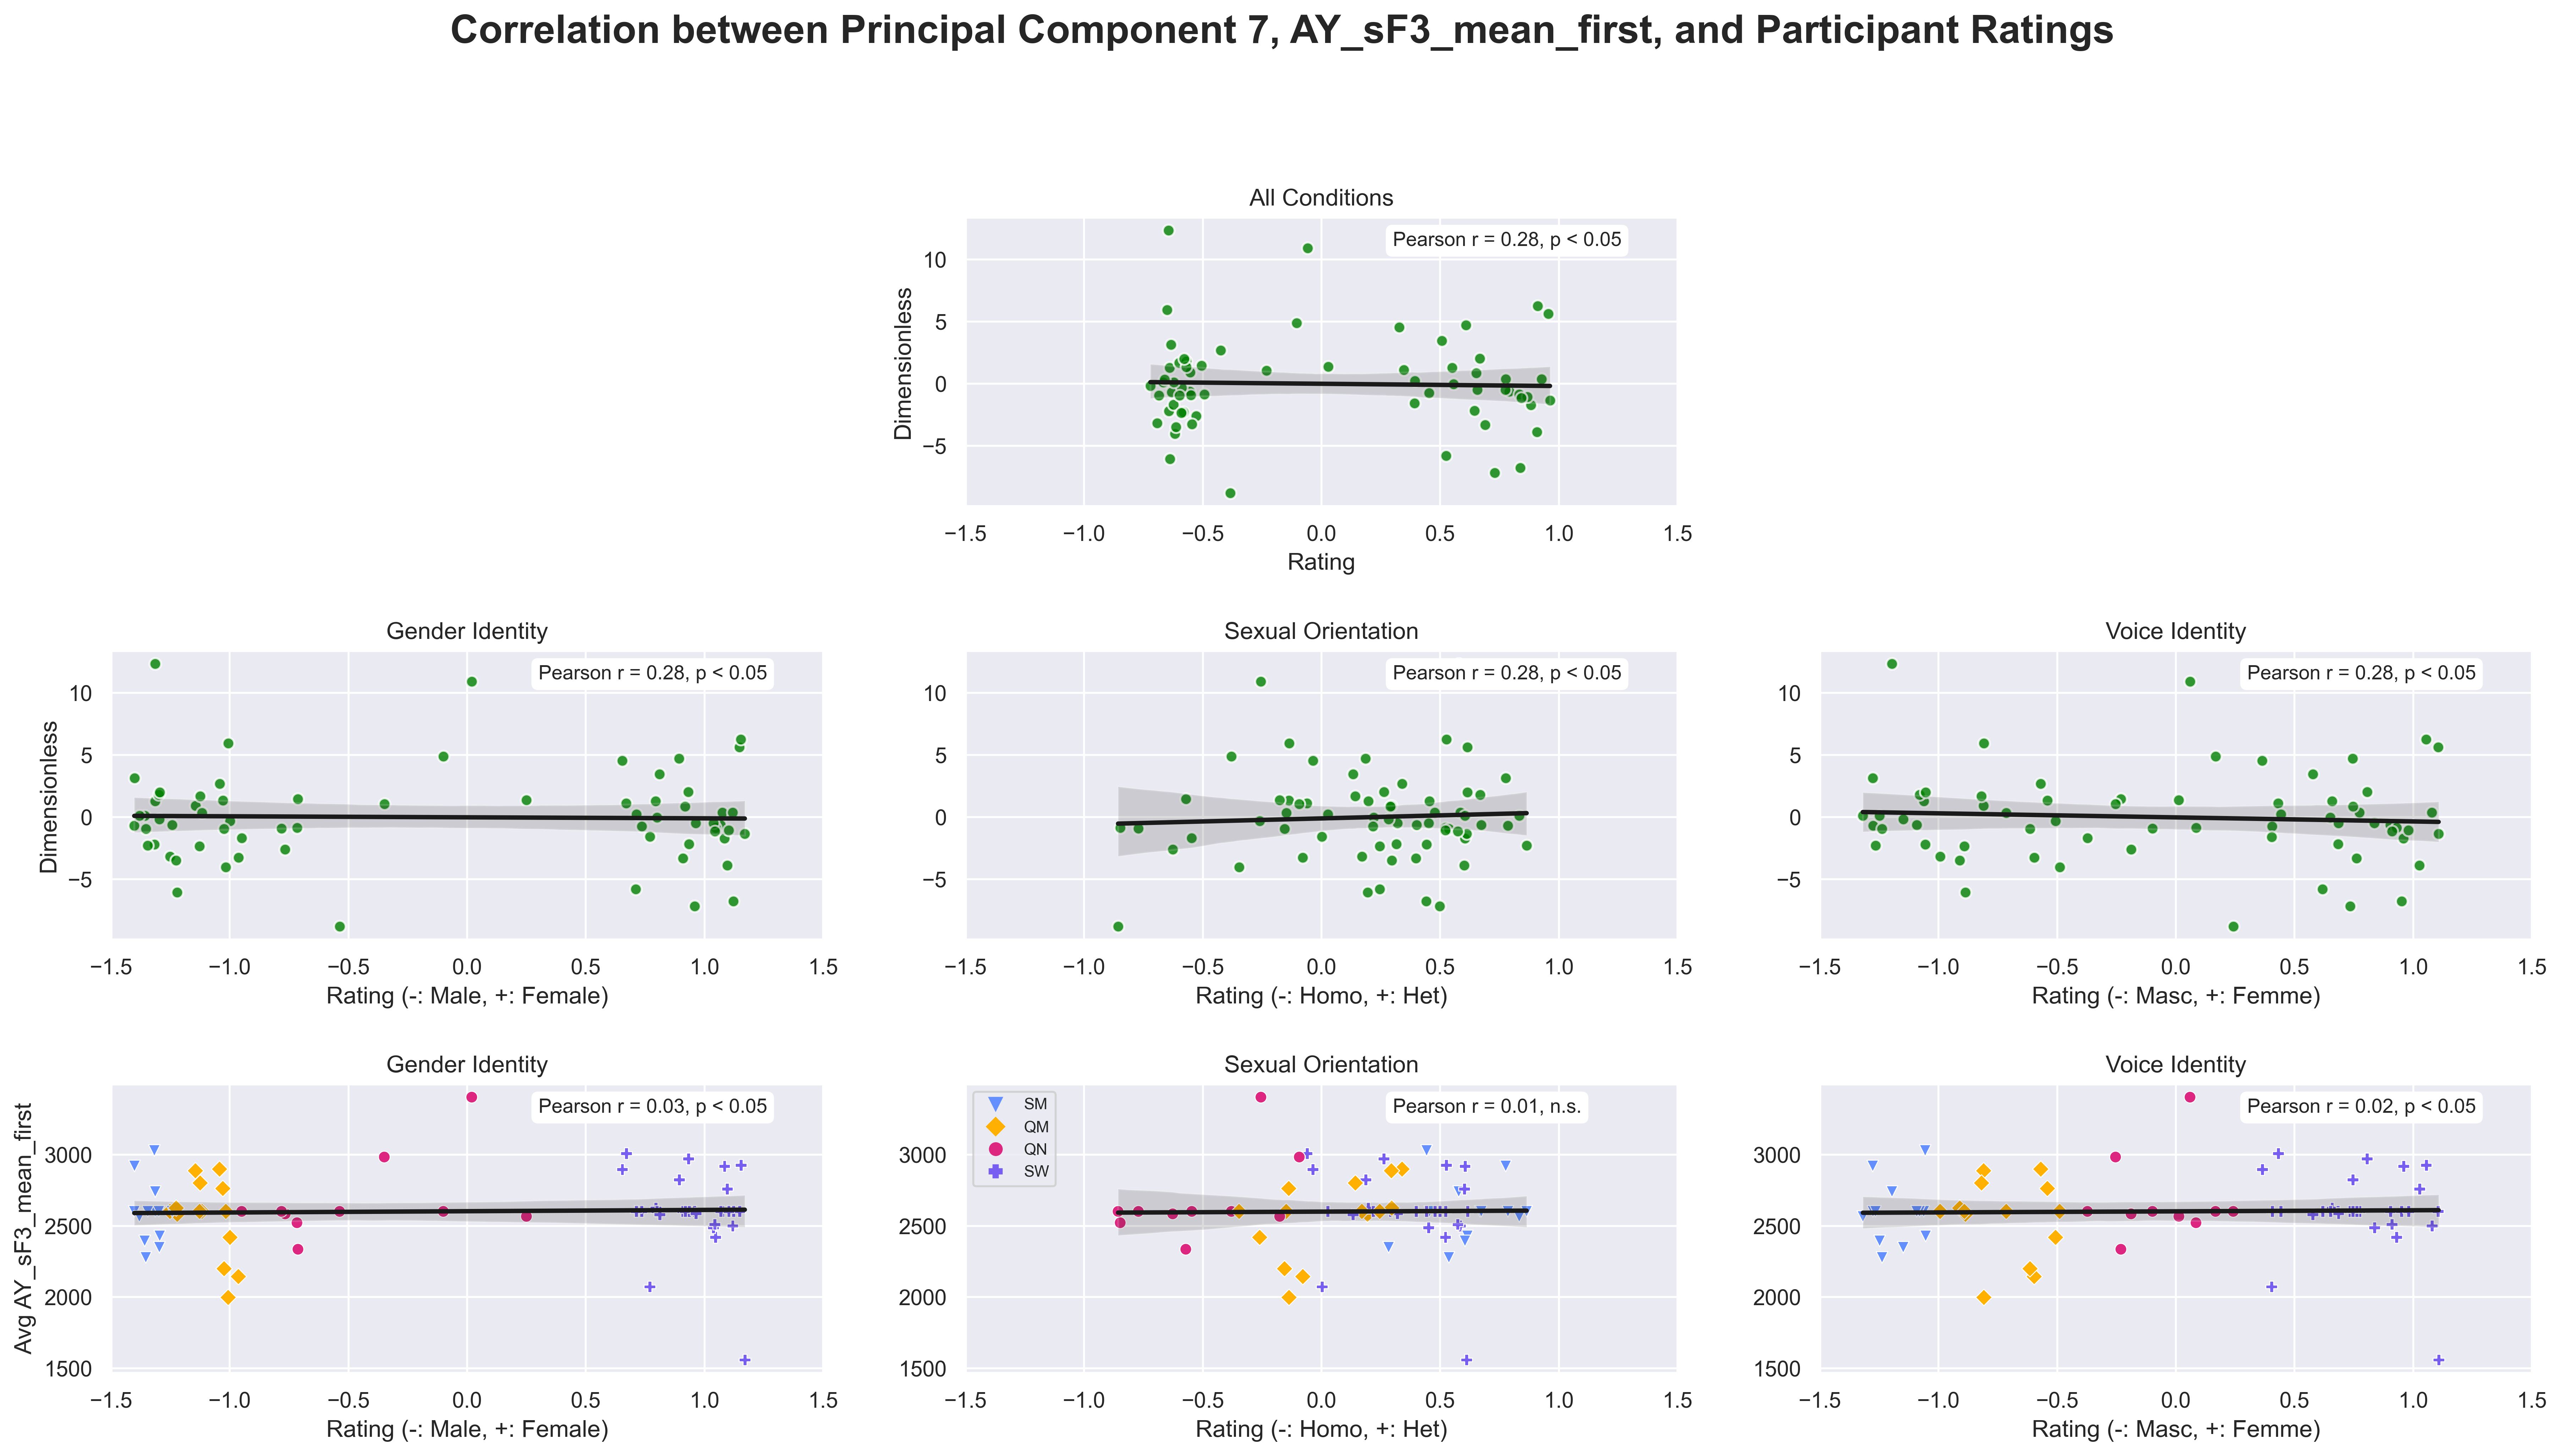 Correlation between Principal Component 7, AY_sF3_mean_first, and Participant Ratings
All Conditions
Pearson r = 0.28, p < 0.05
Dimensionless
10
5
0
−5
−1.5 −1.0 −0.5 0.0 0.5 1.0 1.5
Rating
Gender Identity
Pearson r = 0.28, p < 0.05
Dimensionless
10
5
0
−5
−1.5 −1.0 −0.5 0.0 0.5 1.0 1.5
Rating (-: Male, +: Female)
Sexual Orientation
Pearson r = 0.28, p < 0.05
10
5
0
−5
−1.5 −1.0 −0.5 0.0 0.5 1.0 1.5
Rating (-: Homo, +: Het)
Voice Identity
Pearson r = 0.28, p < 0.05
10
5
0
−5
−1.5 −1.0 −0.5 0.0 0.5 1.0 1.5
Rating (-: Masc, +: Femme)
Gender Identity
Pearson r = 0.03, p < 0.05
Avg AY_sF3_mean_first
3000
2500
2000
1500
−1.5 −1.0 −0.5 0.0 0.5 1.0 1.5
Rating (-: Male, +: Female)
Sexual Orientation
Pearson r = 0.01, n.s.
SM
QM
QN
SW
3000
2500
2000
1500
−1.5 −1.0 −0.5 0.0 0.5 1.0 1.5
Rating (-: Homo, +: Het)
Voice Identity
Pearson r = 0.02, p < 0.05
3000
2500
2000
1500
−1.5 −1.0 −0.5 0.0 0.5 1.0 1.5
Rating (-: Masc, +: Femme)